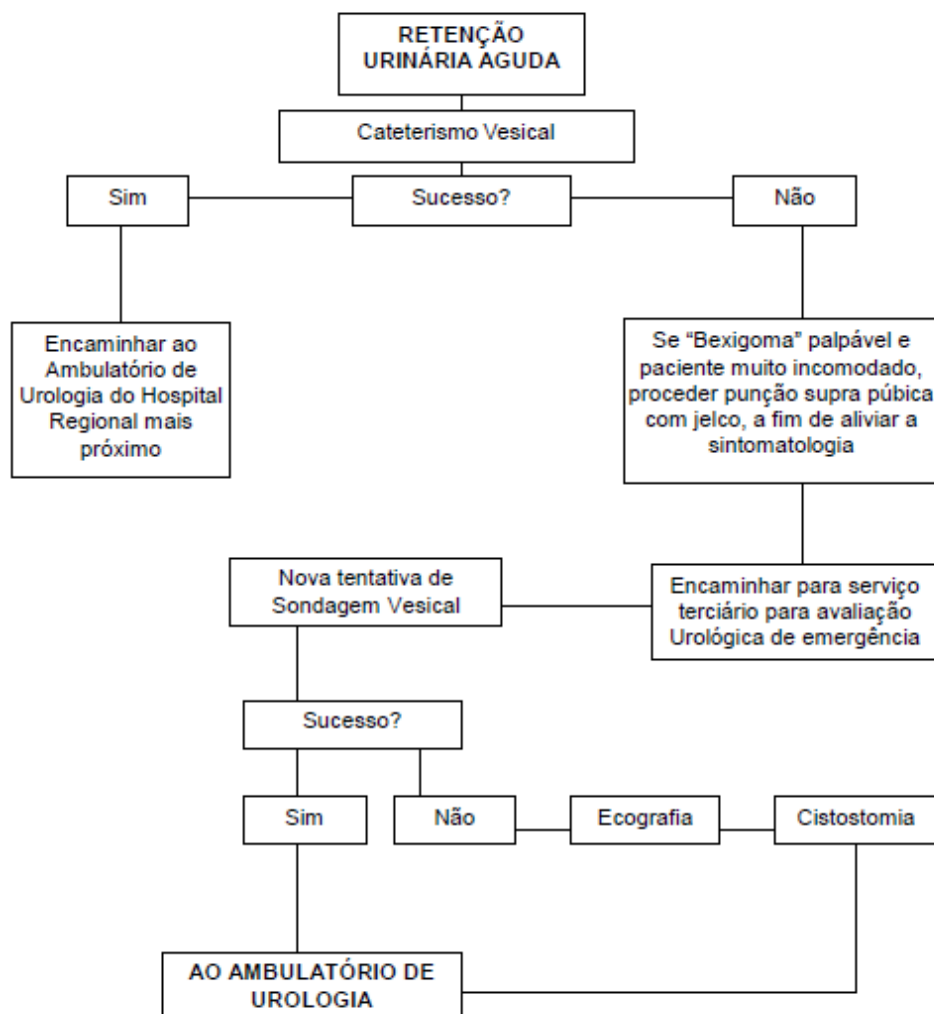 RETENÇÃO
URINÁRIA AGUDA
Cateterismo Vesical
Sim
Sucesso?
Não
Encaminhar ao
Ambulatório de
Urologia do Hospital
Regional mais
próximo
Se “Bexigoma” palpável e
paciente muito incomodado,
proceder punção supra púbica
com jelco, a fim de aliviar a
sintomatologia
Nova tentativa de
Sondagem Vesical
Encaminhar para serviço
terciário para avaliação
Urológica de emergência
Sucesso?
Sim
Não
Ecografia
Cistostomia
AO AMBULATÓRIO DE
UROLOGIA